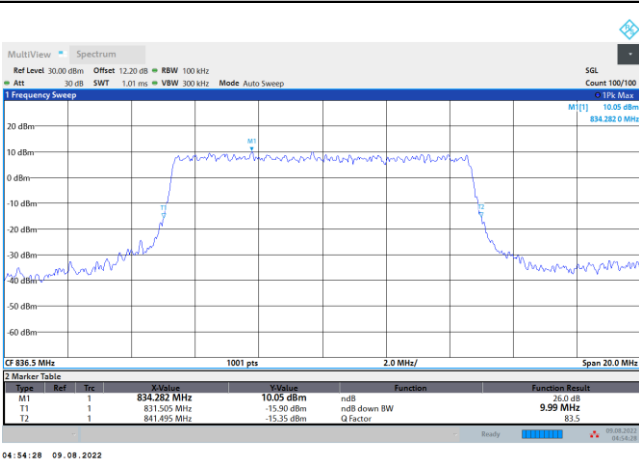 MultiView Spectrum
Ref Level 30.00 dBm Offset 12.20 dB RBW 100 kHz SGL
Att 30 dB SWT 1.01 ms VBW 300 kHz Mode Auto Sweep Count 100/100
1 Frequency Sweep 1Pk Max
M1[1] 10.05 dBm
834.282 0 MHz
20 dBm
M1
10 dBm
0 dBm
-10 dBm
T1 T2
-20 dBm
-30 dBm
-40 dBm
-50 dBm
-60 dBm
CF 836.5 MHz 1001 pts 2.0 MHz/ Span 20.0 MHz
2 Marker Table
Type Ref Trc X-Value Y-Value Function Function Result
M1 1 834.282 MHz 10.05 dBm ndB 26.0 dB
T1 1 831.505 MHz -15.90 dBm ndB down BW 9.99 MHz
T2 1 841.495 MHz -15.35 dBm Q Factor 83.5
Ready 09.08.2022
04:54:28
04:54:28 09.08.2022